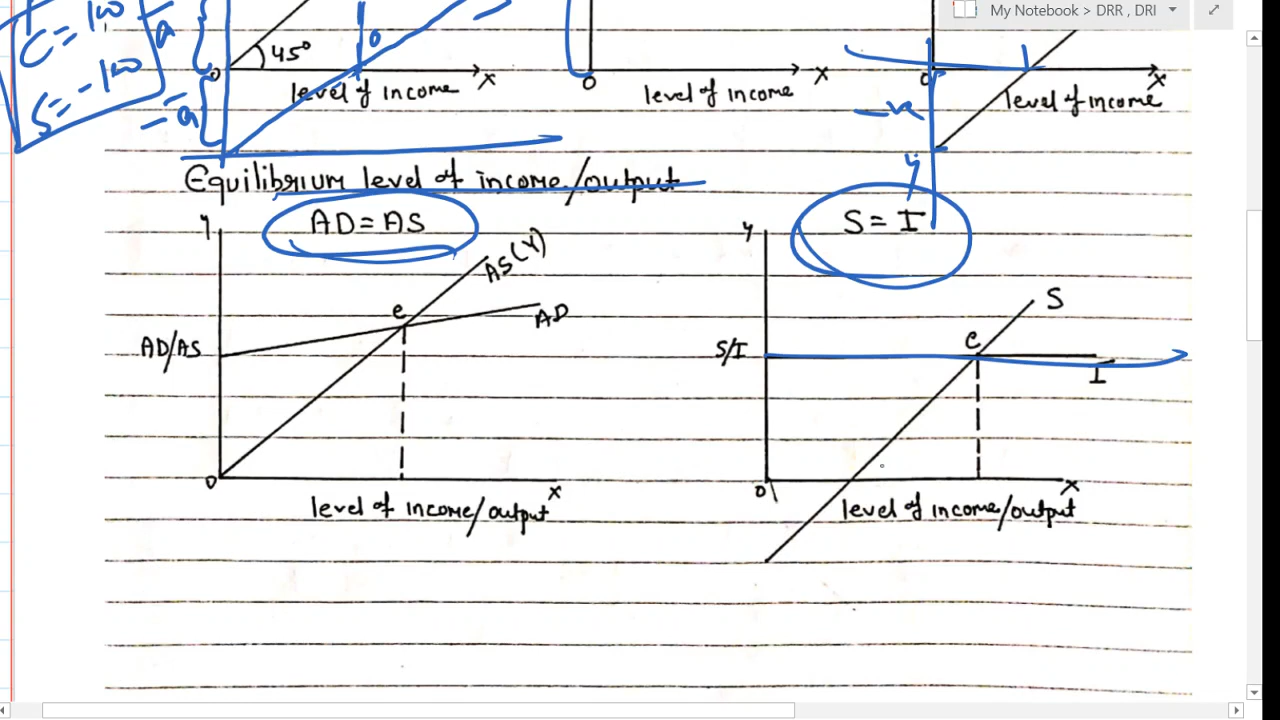 My Notebook > DRR , DRI
C = 100
S = -100
ā
-ā
45°
0
x
level of income
0
x
level of income
0
x
level of income
-x
y
Equilibrium level of income/output
AD = AS
S = I
y
AS(Y)
e
AD
AD/AS
0
x
level of income/output
y
S
e
S/I
I
0
x
level of income/output